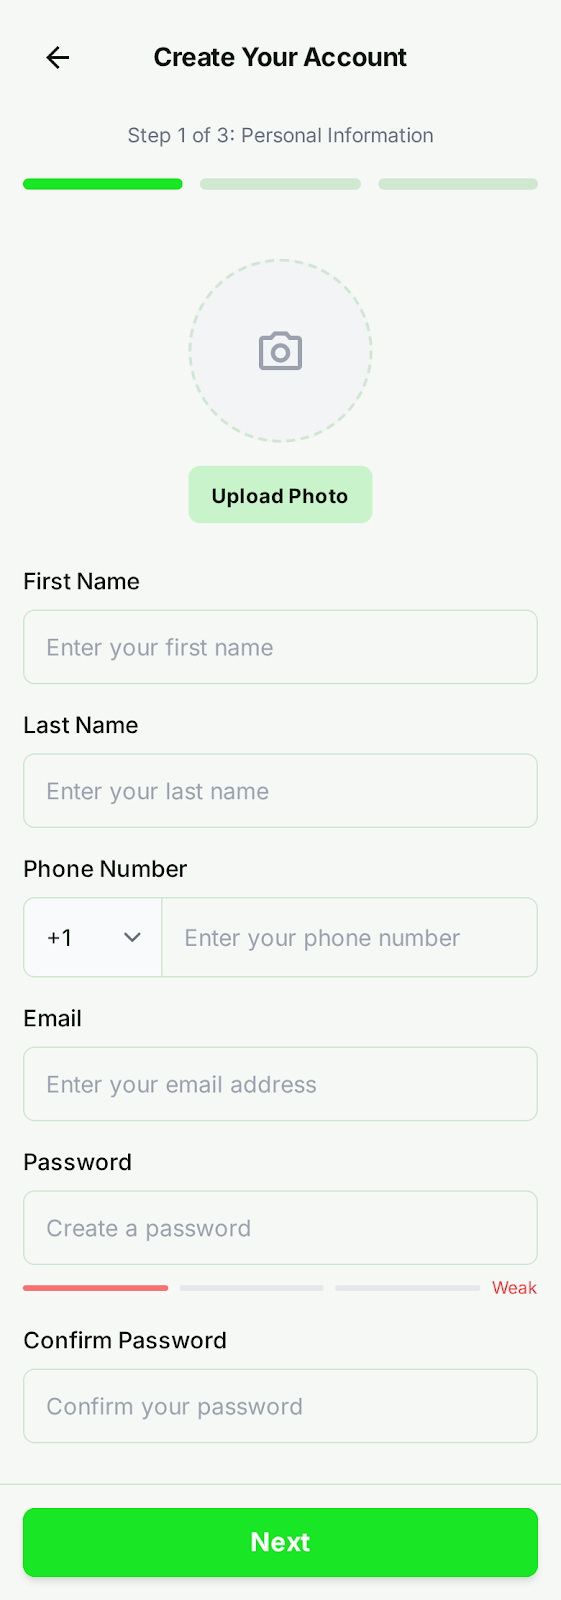 Create Your Account
Step 1 of 3: Personal Information
Upload Photo
First Name
Enter your first name
Last Name
Enter your last name
Phone Number
+1 Enter your phone number
Email
Enter your email address
Password
Create a password
Weak
Confirm Password
Confirm your password
Next